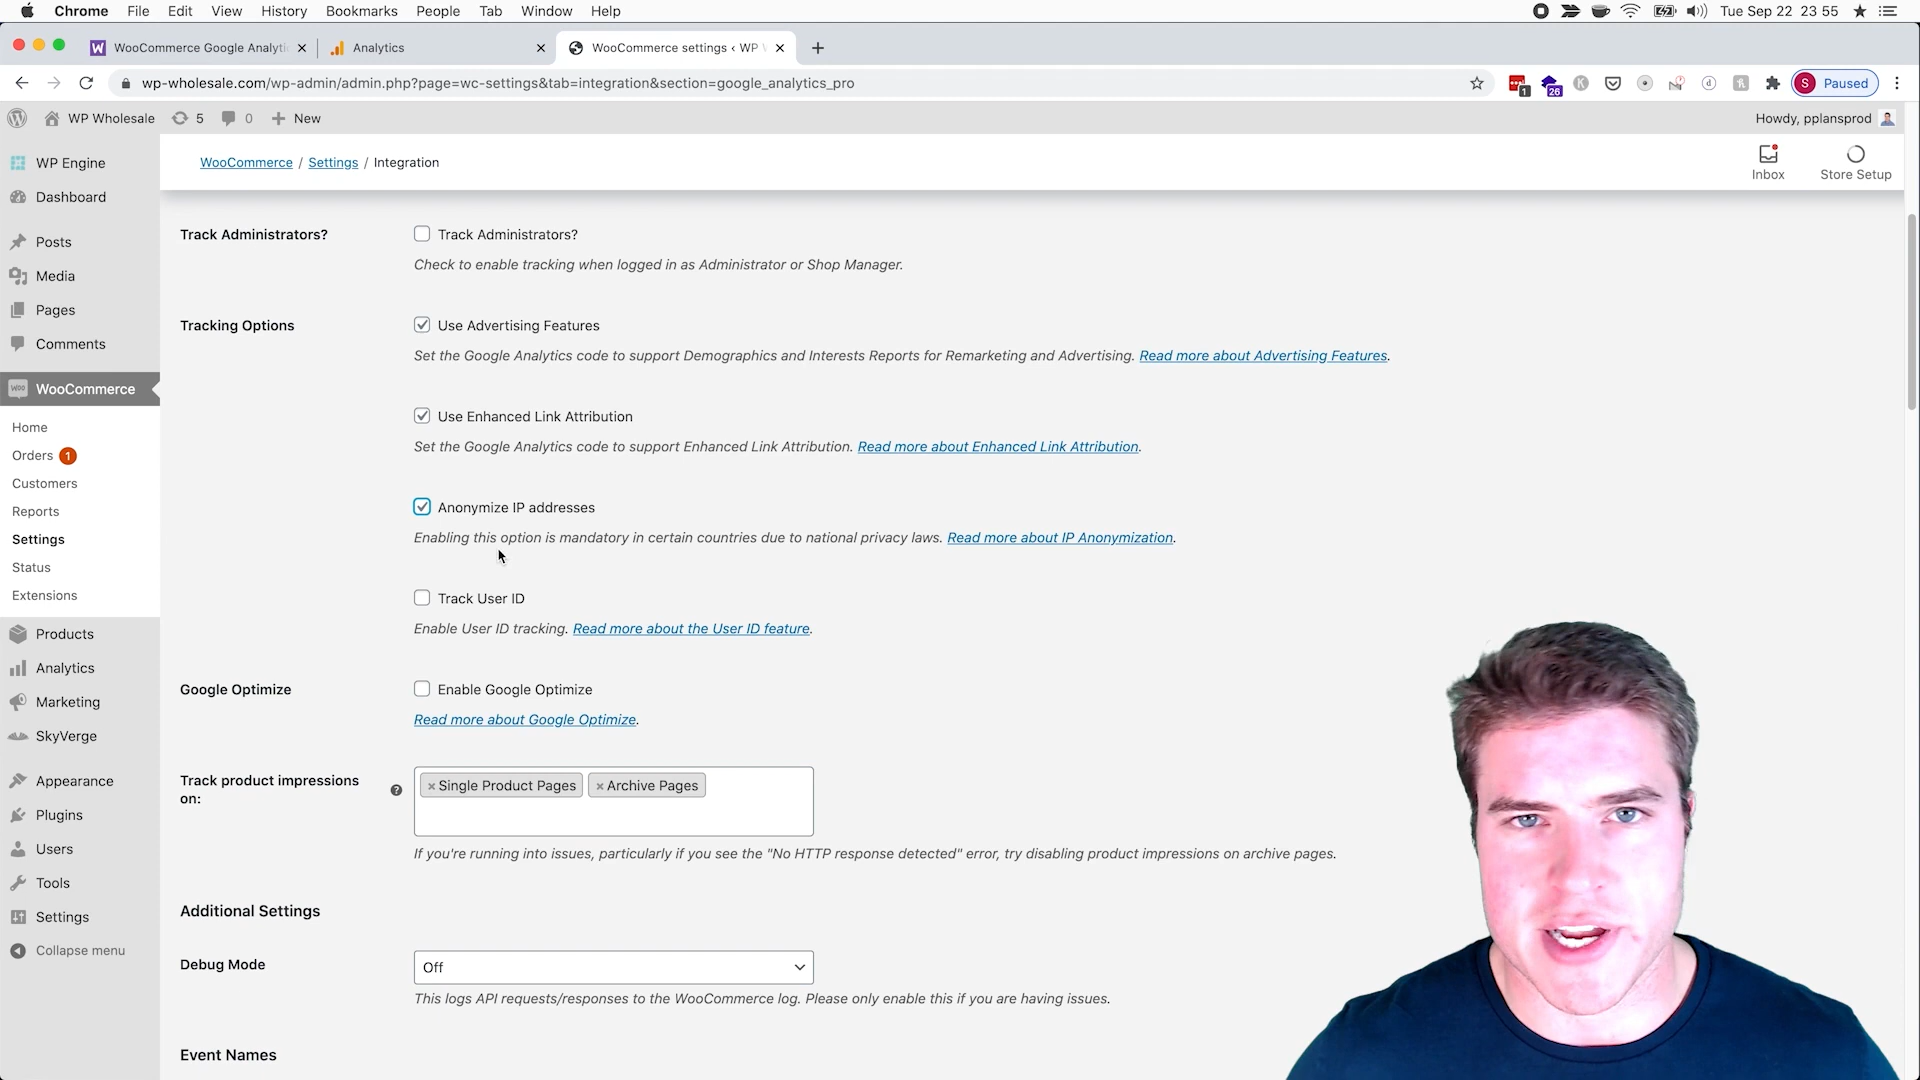 Chrome File Edit View History Bookmarks People Tab Window Help Tue Sep 22 23 55
WooCommerce Google Analyti Analytics WooCommerce settings ‹ WP
wp-wholesale.com/wp-admin/admin.php?page=wc-settings&tab=integration&section=google_analytics_pro 1 26 S Paused
WP Wholesale 5 0 New Howdy, pplansprod
WooCommerce / Settings / Integration
Inbox Store Setup
WP Engine
Dashboard
Posts
Media
Pages
Comments
WooCommerce
Home
Orders 1
Customers
Reports
Settings
Status
Extensions
Products
Analytics
Marketing
SkyVerge
Appearance
Plugins
Users
Tools
Settings
Collapse menu
Track Administrators? Track Administrators?
Check to enable tracking when logged in as Administrator or Shop Manager.
Tracking Options Use Advertising Features
Set the Google Analytics code to support Demographics and Interests Reports for Remarketing and Advertising. Read more about Advertising Features.
Use Enhanced Link Attribution
Set the Google Analytics code to support Enhanced Link Attribution. Read more about Enhanced Link Attribution.
Anonymize IP addresses
Enabling this option is mandatory in certain countries due to national privacy laws. Read more about IP Anonymization.
Track User ID
Enable User ID tracking. Read more about the User ID feature.
Google Optimize Enable Google Optimize
Read more about Google Optimize.
Track product impressions on: × Single Product Pages × Archive Pages
If you're running into issues, particularly if you see the "No HTTP response detected" error, try disabling product impressions on archive pages.
Additional Settings
Debug Mode Off
This logs API requests/responses to the WooCommerce log. Please only enable this if you are having issues.
Event Names